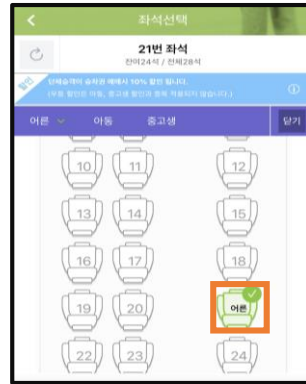 좌석선택
21번 좌석
잔여24석 / 전체28석
할인
단체승객이 승차권 예매시 10% 할인 됩니다.
(무통 할인은 아동, 중고생 할인과 중복 적용되지 않습니다.)
어른 아동 중고생 닫기
10 11 12
13 14 15
16 17 18
19 20 어른
22 23 24